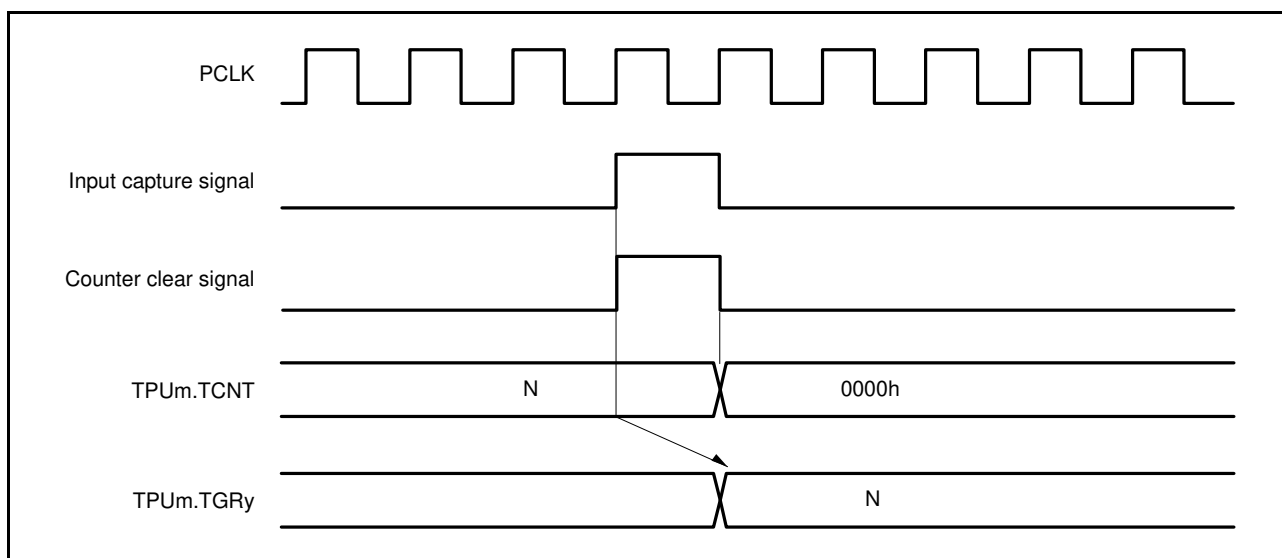 PCLK
Input capture signal
Counter clear signal
TPUm.TCNT
N
0000h
TPUm.TGRy
N